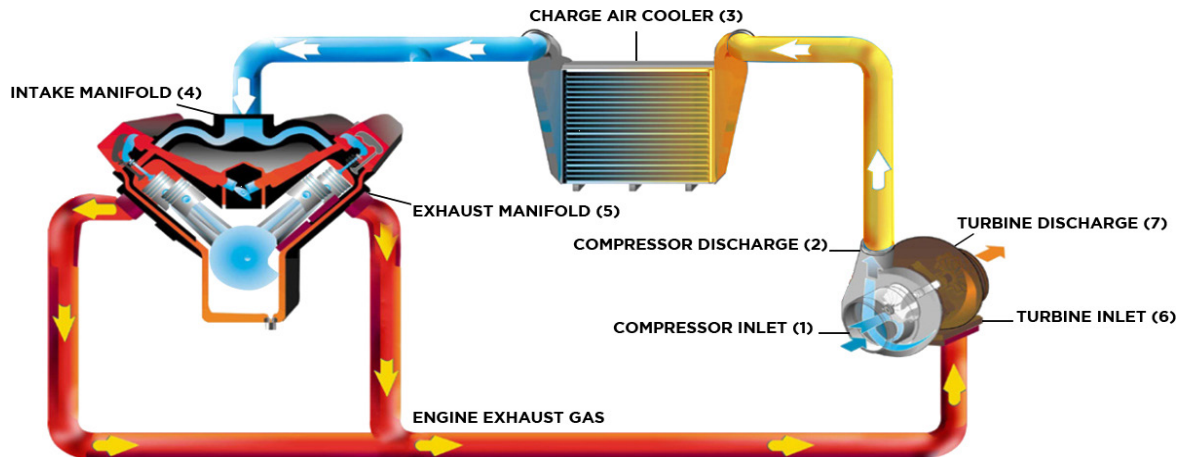 CHARGE AIR COOLER (3)
INTAKE MANIFOLD (4)
EXHAUST MANIFOLD (5)
TURBINE DISCHARGE (7)
COMPRESSOR DISCHARGE (2)
COMPRESSOR INLET (1)
TURBINE INLET (6)
ENGINE EXHAUST GAS